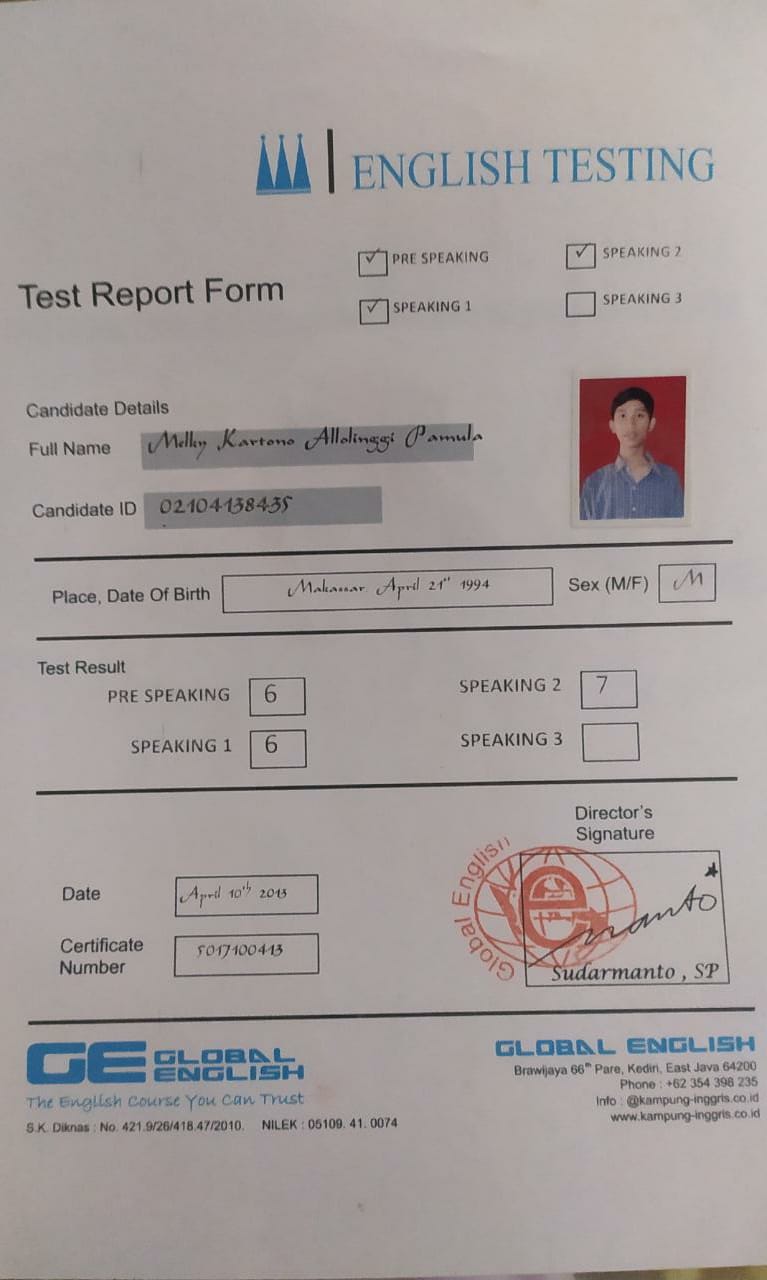 ENGLISH TESTING
Test Report Form
PRE SPEAKING
SPEAKING 2
SPEAKING 1
SPEAKING 3
Candidate Details
Full Name Melky Kartono Allolinggi Pamula
Candidate ID 02104138435
Place, Date Of Birth Makassar April 21st 1994 Sex (M/F) M
Test Result
PRE SPEAKING 6
SPEAKING 2 7
SPEAKING 1 6
SPEAKING 3
Director's
Signature
Date April 10th 2013
Certificate
Number 5017100413
Global English
Sudarmanto , SP
GE GLOBAL
ENGLISH
The English Course You Can Trust
S.K. Diknas : No. 421.9/26/418.47/2010. NILEK : 05109. 41. 0074
GLOBAL ENGLISH
Brawijaya 66th Pare, Kediri, East Java 64200
Phone : +62 354 398 235
Info : @kampung-inggris.co.id
www.kampung-inggris.co.id